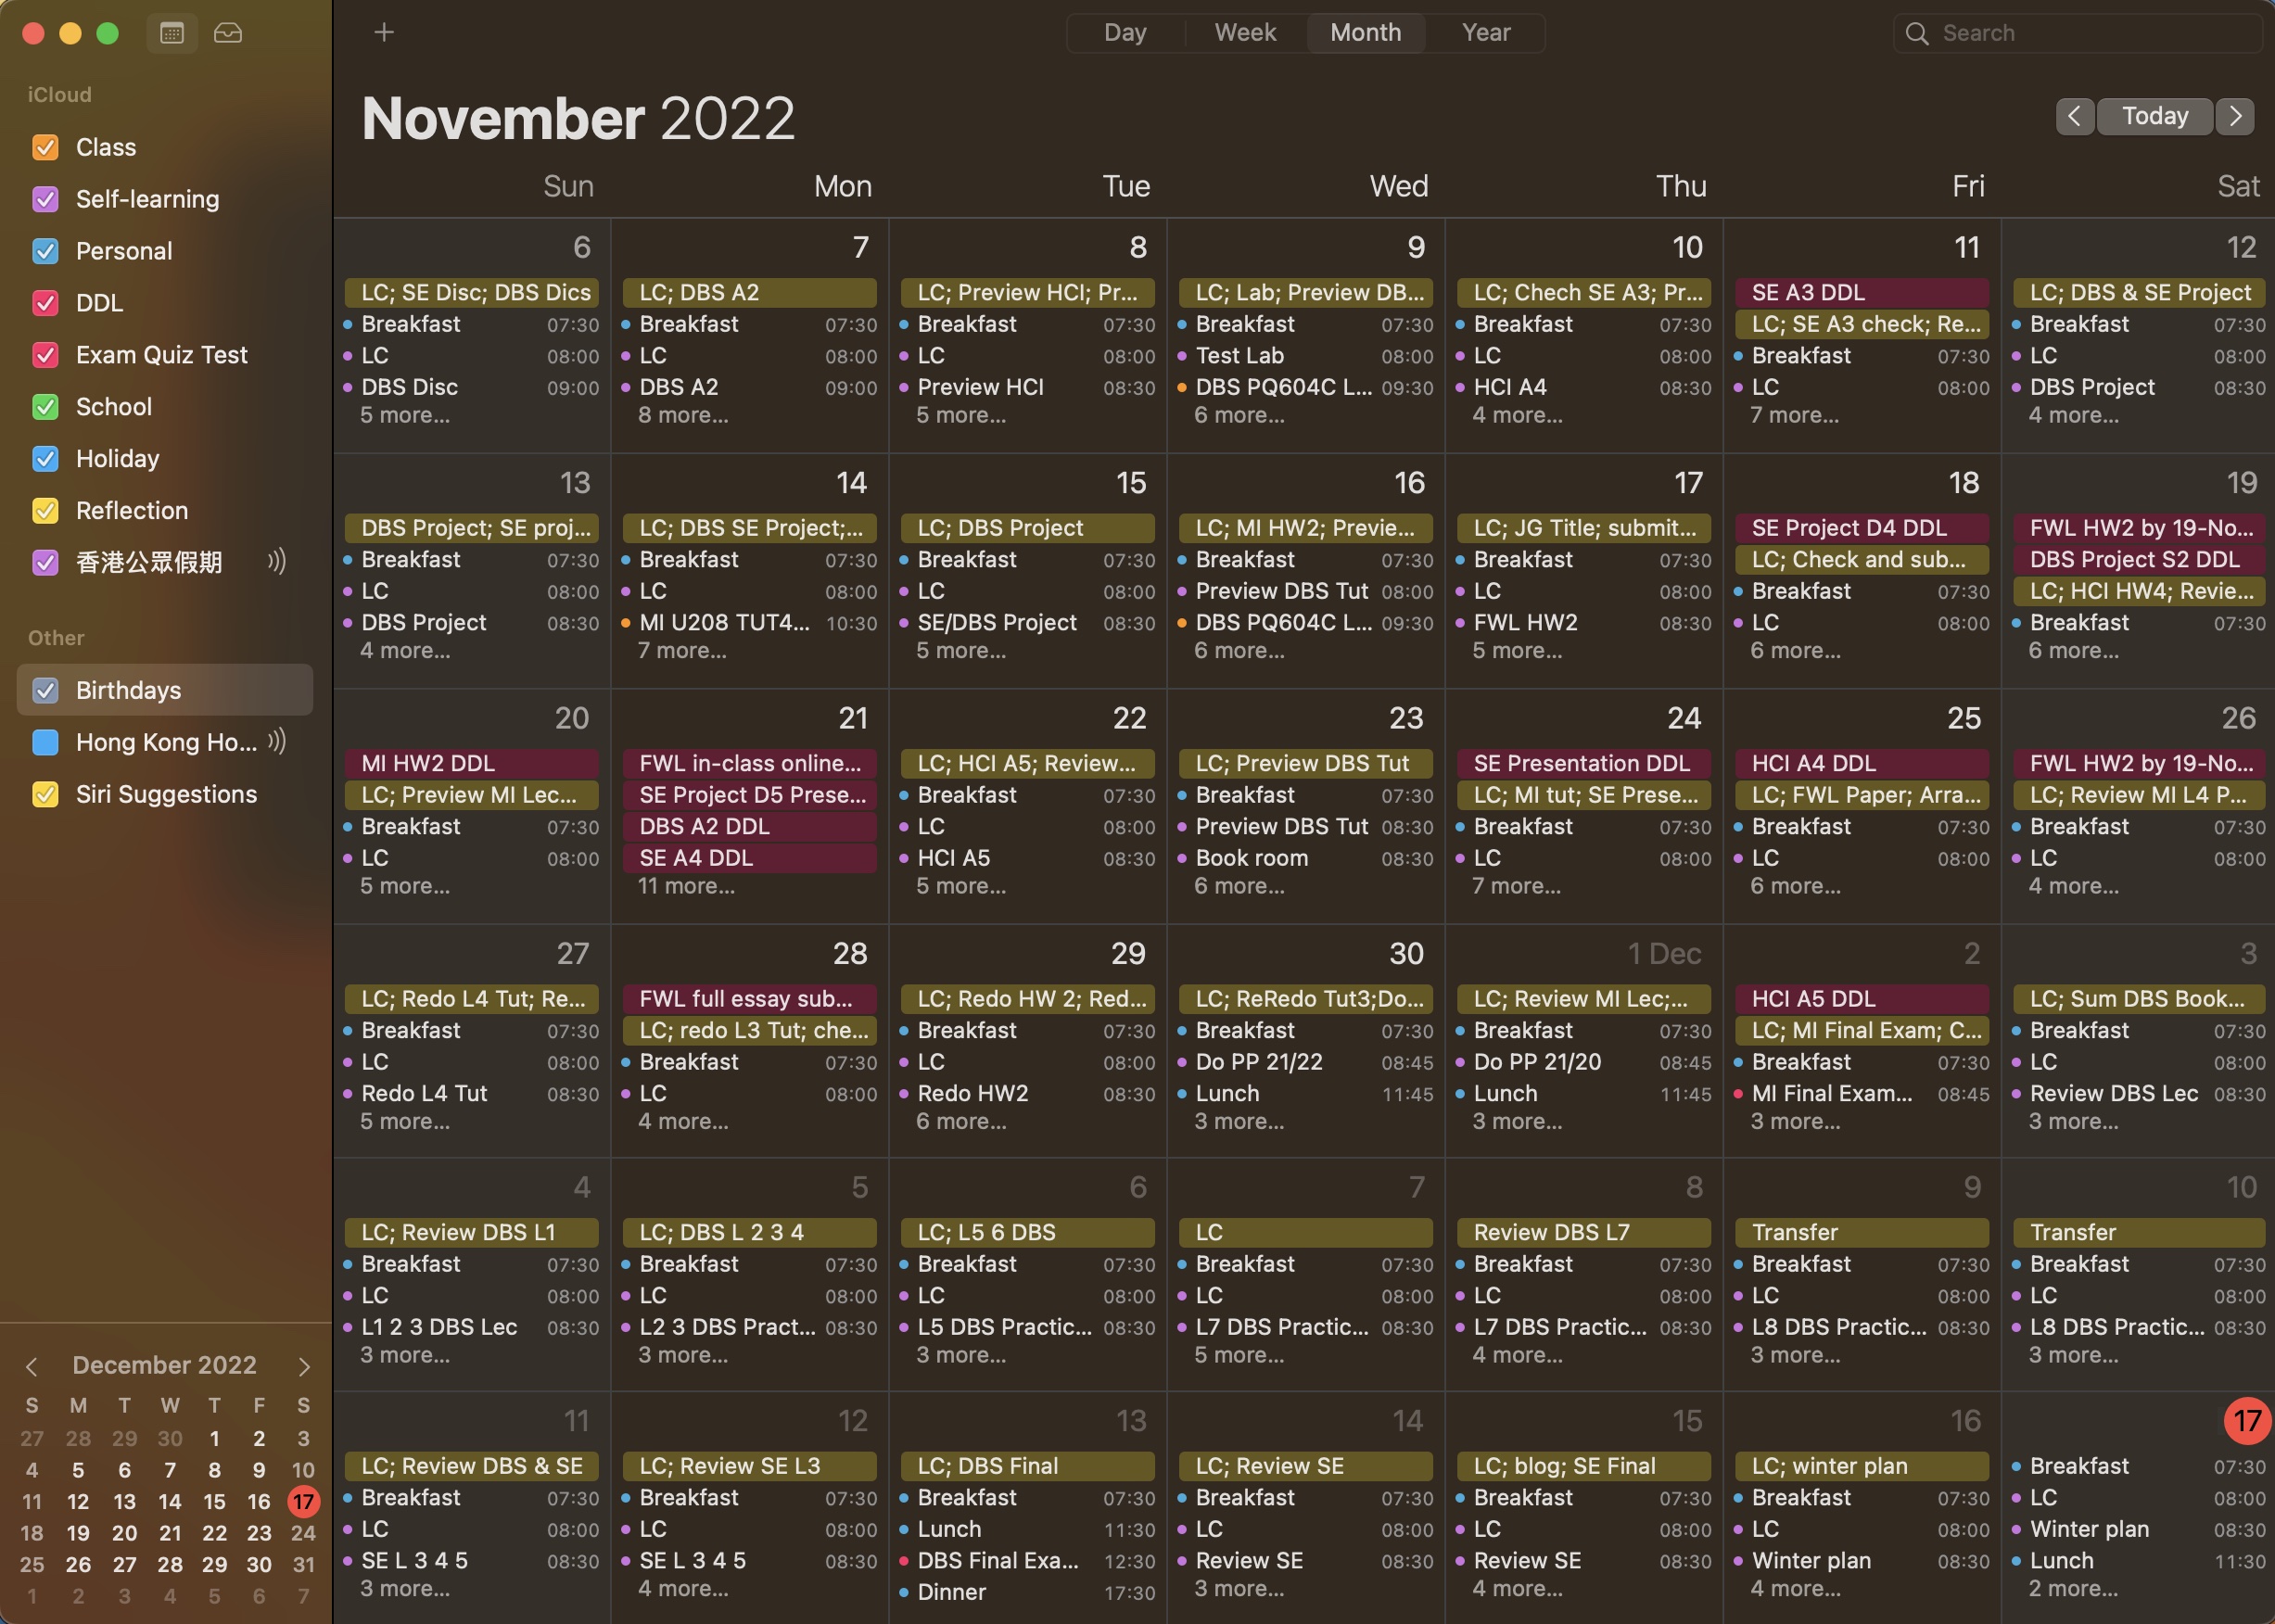 iCloud
Class
Self-learning
Personal
DDL
Exam Quiz Test
School
Holiday
Reflection
香港公眾假期
Other
Birthdays
Hong Kong Ho...
Siri Suggestions
December 2022
S M T W T F S
27 28 29 30 1 2 3
4 5 6 7 8 9 10
11 12 13 14 15 16 17
18 19 20 21 22 23 24
25 26 27 28 29 30 31
1 2 3 4 5 6 7
Day Week Month Year
Search
November 2022
Today
Sun Mon Tue Wed Thu Fri Sat
6
LC; SE Disc; DBS Dics
Breakfast 07:30
LC 08:00
DBS Disc 09:00
5 more...
7
LC; DBS A2
Breakfast 07:30
LC 08:00
DBS A2 09:00
8 more...
8
LC; Preview HCI; Pr...
Breakfast 07:30
LC 08:00
Preview HCI 08:30
5 more...
9
LC; Lab; Preview DB...
Breakfast 07:30
Test Lab 08:00
DBS PQ604C L... 09:30
6 more...
10
LC; Chech SE A3; Pr...
Breakfast 07:30
LC 08:00
HCI A4 08:30
4 more...
11
SE A3 DDL
LC; SE A3 check; Re...
Breakfast 07:30
LC 08:00
7 more...
12
LC; DBS & SE Project
Breakfast 07:30
LC 08:00
DBS Project 08:30
4 more...
13
DBS Project; SE proj...
Breakfast 07:30
LC 08:00
DBS Project 08:30
4 more...
14
LC; DBS SE Project;...
Breakfast 07:30
LC 08:00
MI U208 TUT4... 10:30
7 more...
15
LC; DBS Project
Breakfast 07:30
LC 08:00
SE/DBS Project 08:30
5 more...
16
LC; MI HW2; Previe...
Breakfast 07:30
Preview DBS Tut 08:00
DBS PQ604C L... 09:30
6 more...
17
LC; JG Title; submit...
Breakfast 07:30
LC 08:00
FWL HW2 08:30
5 more...
18
SE Project D4 DDL
LC; Check and sub...
Breakfast 07:30
LC 08:00
6 more...
19
FWL HW2 by 19-No...
DBS Project S2 DDL
LC; HCI HW4; Revie...
Breakfast 07:30
6 more...
20
MI HW2 DDL
LC; Preview MI Lec...
Breakfast 07:30
LC 08:00
5 more...
21
FWL in-class online...
SE Project D5 Prese...
DBS A2 DDL
SE A4 DDL
11 more...
22
LC; HCI A5; Review...
Breakfast 07:30
LC 08:00
HCI A5 08:30
5 more...
23
LC; Preview DBS Tut
Breakfast 07:30
Preview DBS Tut 08:30
Book room 08:30
6 more...
24
SE Presentation DDL
LC; MI tut; SE Prese...
Breakfast 07:30
LC 08:00
7 more...
25
HCI A4 DDL
LC; FWL Paper; Arra...
Breakfast 07:30
LC 08:00
6 more...
26
FWL HW2 by 19-No...
LC; Review MI L4 P...
Breakfast 07:30
LC 08:00
4 more...
27
LC; Redo L4 Tut; Re...
Breakfast 07:30
LC 08:00
Redo L4 Tut 08:30
5 more...
28
FWL full essay sub...
LC; redo L3 Tut; che...
Breakfast 07:30
LC 08:00
4 more...
29
LC; Redo HW 2; Red...
Breakfast 07:30
LC 08:00
Redo HW2 08:30
6 more...
30
LC; ReRedo Tut3;Do...
Breakfast 07:30
Do PP 21/22 08:45
Lunch 11:45
3 more...
1 Dec
LC; Review MI Lec;...
Breakfast 07:30
Do PP 21/20 08:45
Lunch 11:45
3 more...
2
HCI A5 DDL
LC; MI Final Exam; C...
Breakfast 07:30
MI Final Exam... 08:45
3 more...
3
LC; Sum DBS Book...
Breakfast 07:30
LC 08:00
Review DBS Lec 08:30
3 more...
4
LC; Review DBS L1
Breakfast 07:30
LC 08:00
L1 2 3 DBS Lec 08:30
3 more...
5
LC; DBS L 2 3 4
Breakfast 07:30
LC 08:00
L2 3 DBS Pract... 08:30
3 more...
6
LC; L5 6 DBS
Breakfast 07:30
LC 08:00
L5 DBS Practic... 08:30
3 more...
7
LC
Breakfast 07:30
LC 08:00
L7 DBS Practic... 08:30
5 more...
8
Review DBS L7
Breakfast 07:30
LC 08:00
L7 DBS Practic... 08:30
4 more...
9
Transfer
Breakfast 07:30
LC 08:00
L8 DBS Practic... 08:30
3 more...
10
Transfer
Breakfast 07:30
LC 08:00
L8 DBS Practic... 08:30
3 more...
11
LC; Review DBS & SE
Breakfast 07:30
LC 08:00
SE L 3 4 5 08:30
3 more...
12
LC; Review SE L3
Breakfast 07:30
LC 08:00
SE L 3 4 5 08:30
4 more...
13
LC; DBS Final
Breakfast 07:30
Lunch 11:30
DBS Final Exa... 12:30
Dinner 17:30
14
LC; Review SE
Breakfast 07:30
LC 08:00
Review SE 08:30
3 more...
15
LC; blog; SE Final
Breakfast 07:30
LC 08:00
Review SE 08:30
4 more...
16
LC; winter plan
Breakfast 07:30
LC 08:00
Winter plan 08:30
4 more...
17
Breakfast 07:30
LC 08:00
Winter plan 08:30
Lunch 11:30
2 more...